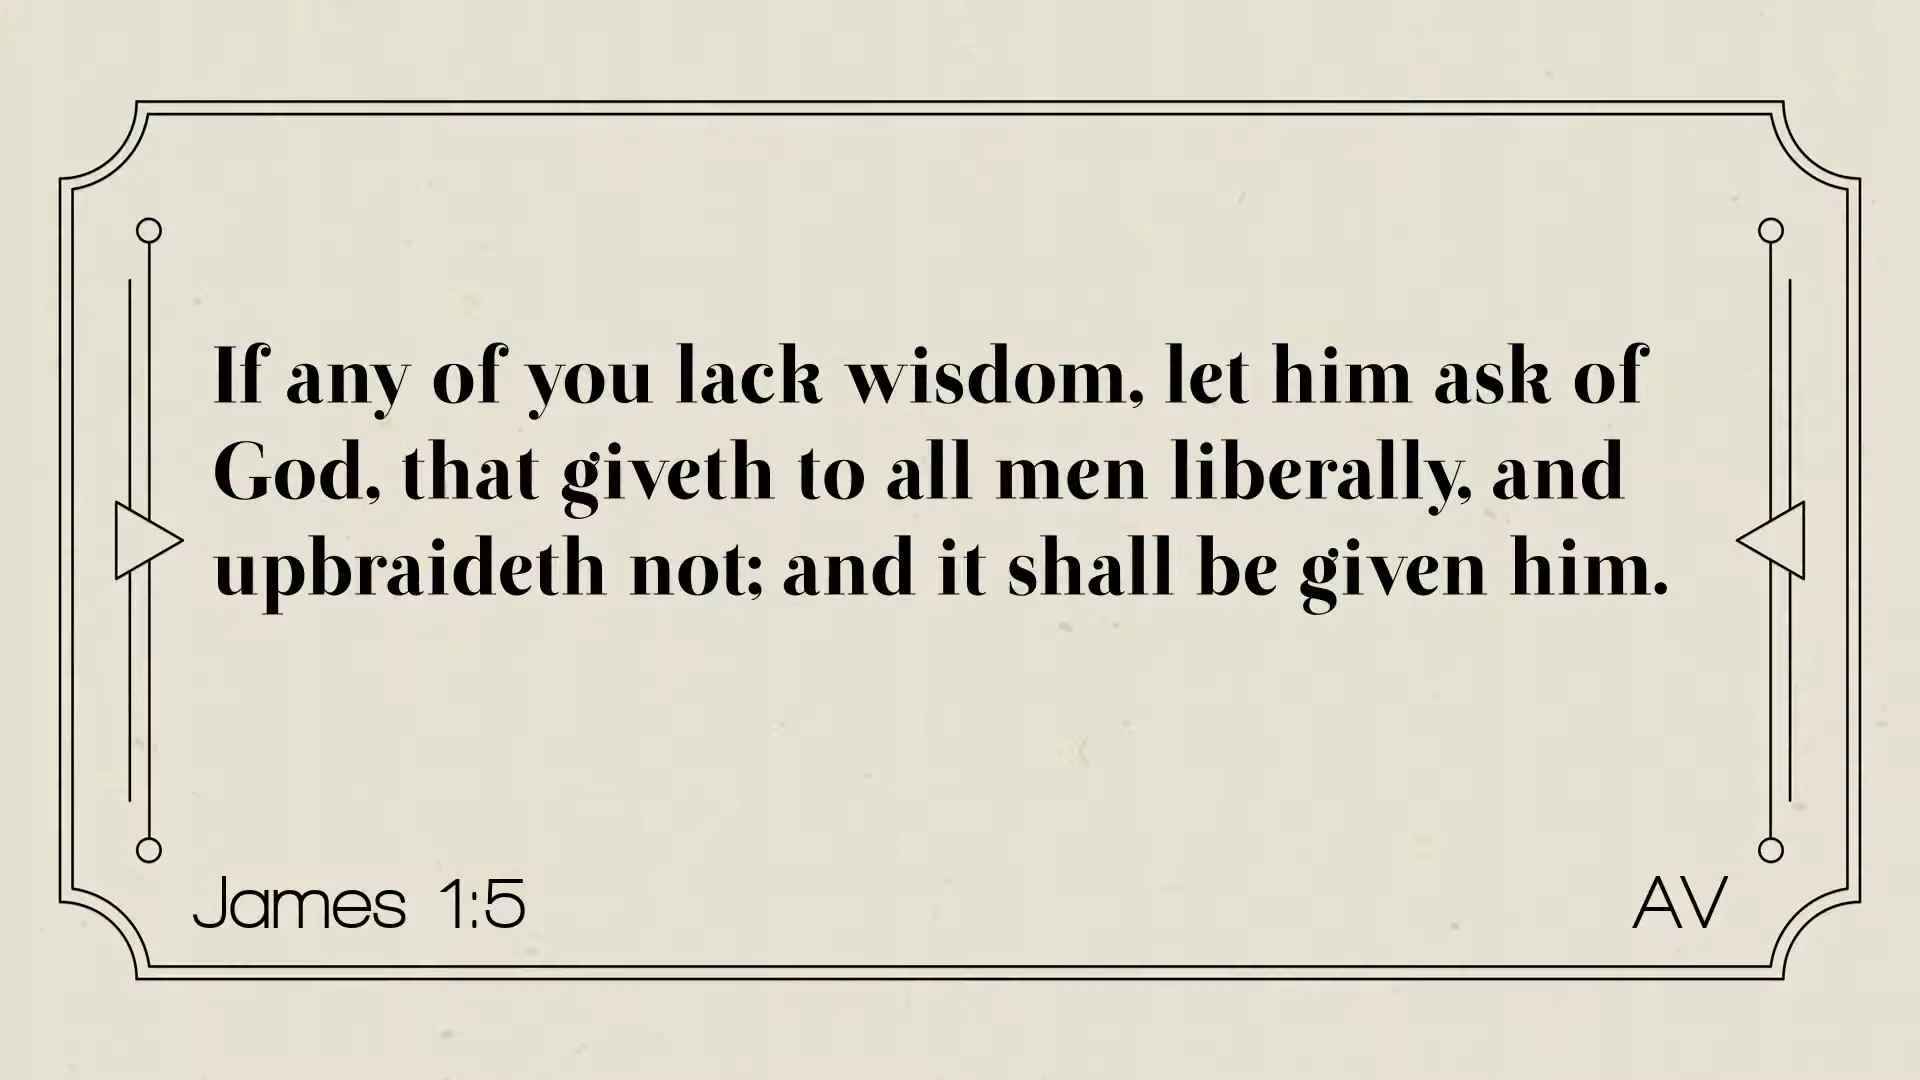 If any of you lack wisdom, let him ask of
God, that giveth to all men liberally, and
upbraideth not; and it shall be given him.
James 1:5
AV